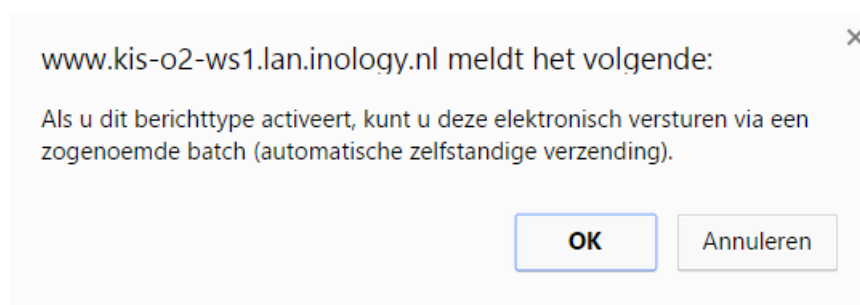 www.kis-o2-ws1.lan.inology.nl meldt het volgende:
Als u dit berichttype activeert, kunt u deze elektronisch versturen via een
zogenoemde batch (automatische zelfstandige verzending).
OK Annuleren